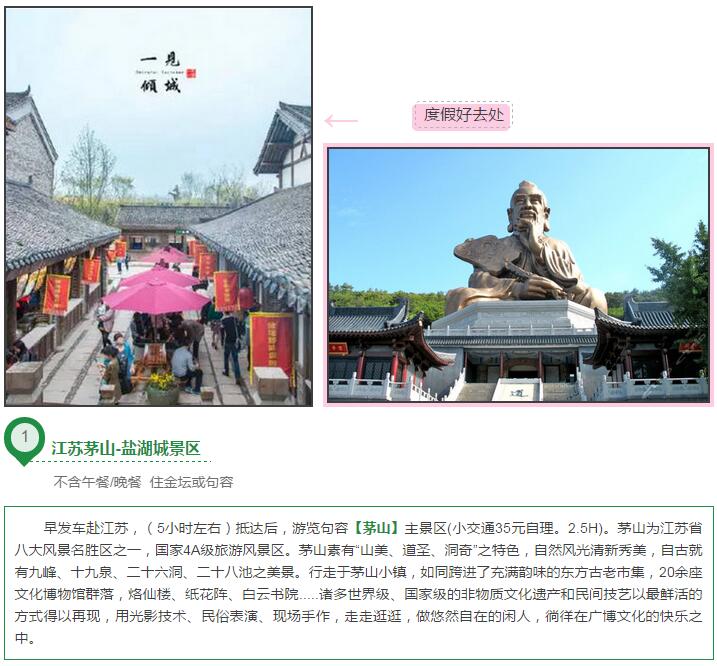 一见
倾城
度假好去处
1
江苏茅山-盐湖城景区
不含午餐/晚餐 住金坛或句容
早发车赴江苏，（5小时左右）抵达后，游览句容【茅山】主景区(小交通35元自理。2.5H)。茅山为江苏省
八大风景名胜区之一，国家4A级旅游风景区。茅山素有“山美、道圣、洞奇”之特色，自然风光清新秀美，自古就
有九峰、十九泉、二十六洞、二十八池之美景。行走于茅山小镇，如同跨进了充满韵味的东方古老市集，20余座
文化博物馆群落，烙仙楼、纸花阵、白云书院.....诸多世界级、国家级的非物质文化遗产和民间技艺以最鲜活的
方式得以再现，用光影技术、民俗表演、现场手作，走走逛逛，做悠然自在的闲人，徜徉在广博文化的快乐之
中。